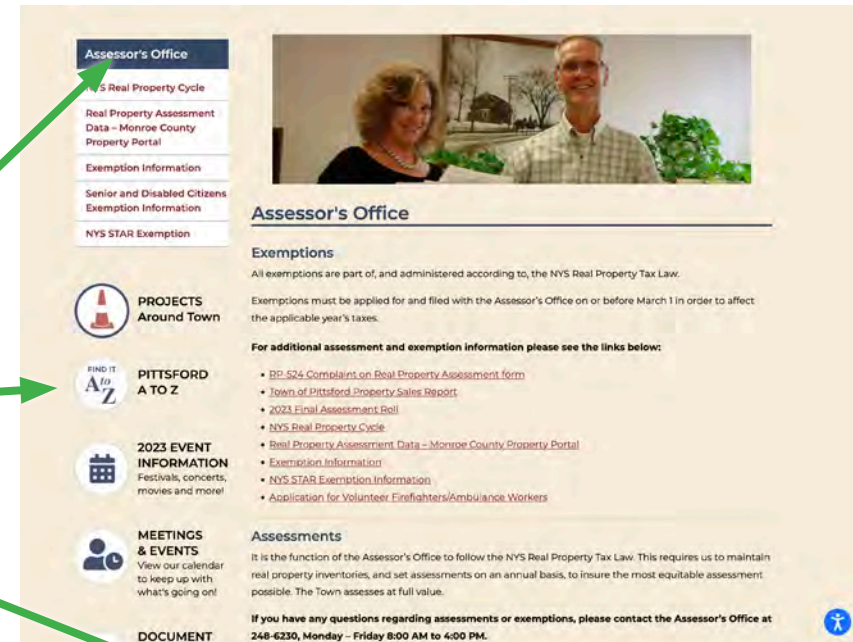 Assessor's Office
NYS Real Property Cycle
Real Property Assessment
Data – Monroe County
Property Portal
Exemption Information
Senior and Disabled Citizens
Exemption Information
NYS STAR Exemption
PROJECTS
Around Town
FIND IT
A to Z
PITTSFORD
A TO Z
2023 EVENT
INFORMATION
Festivals, concerts,
movies and more!
MEETINGS
& EVENTS
View our calendar
to keep up with
what's going on!
DOCUMENT
Assessor's Office
Exemptions
All exemptions are part of, and administered according to, the NYS Real Property Tax Law.
Exemptions must be applied for and filed with the Assessor's Office on or before March 1 in order to affect
the applicable year's taxes.
For additional assessment and exemption information please see the links below:
• RP-524 Complaint on Real Property Assessment form
• Town of Pittsford Property Sales Report
• 2023 Final Assessment Roll
• NYS Real Property Cycle
• Real Property Assessment Data – Monroe County Property Portal
• Exemption Information
• NYS STAR Exemption Information
• Application for Volunteer Firefighters/Ambulance Workers
Assessments
It is the function of the Assessor's Office to follow the NYS Real Property Tax Law. This requires us to maintain
real property inventories, and set assessments on an annual basis, to insure the most equitable assessment
possible. The Town assesses at full value.
If you have any questions regarding assessments or exemptions, please contact the Assessor's Office at
248-6230, Monday – Friday 8:00 AM to 4:00 PM.